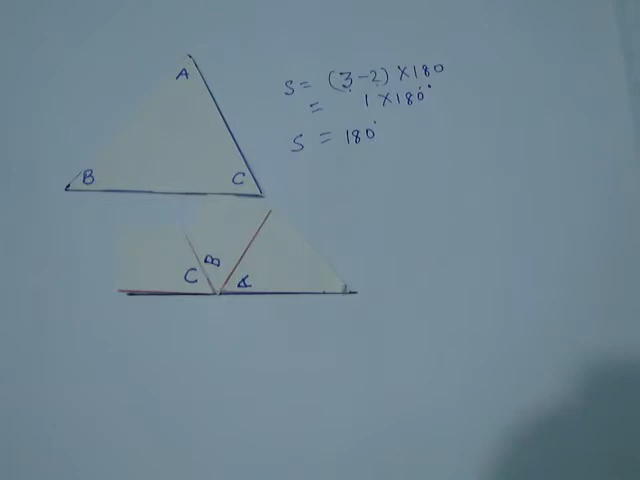 A
B C
S = (3-2) × 180
= 1 × 180°
S = 180°
C B A